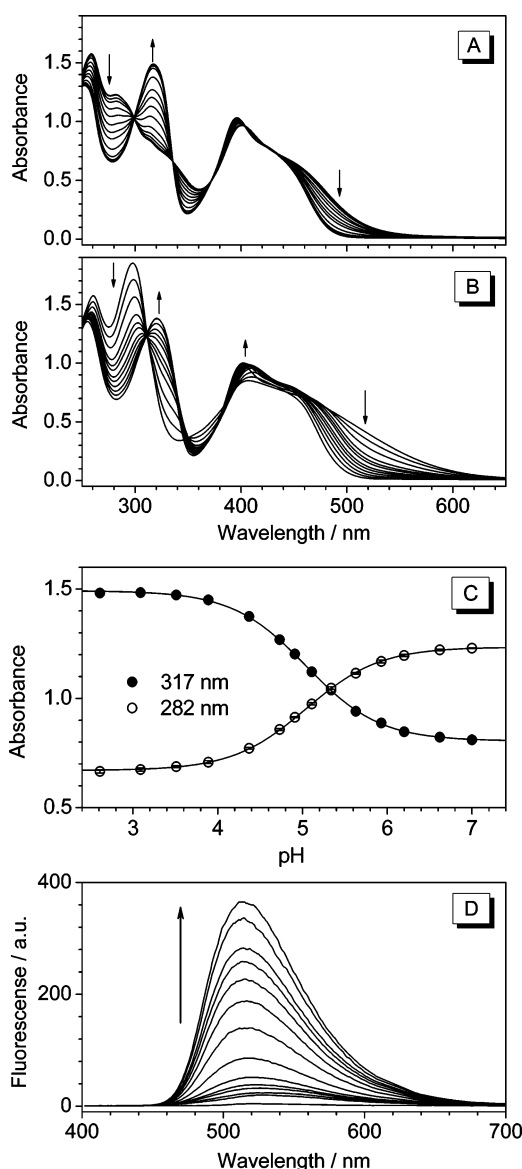 A
Absorbance
1.5
1.0
0.5
0.0
B
Absorbance
1.5
1.0
0.5
0.0
300 400 500 600
Wavelength / nm
C
Absorbance
1.5
1.0
0.5
317 nm
282 nm
3 4 5 6 7
pH
D
Fluorescense / a.u.
400
200
0
400 500 600 700
Wavelength / nm